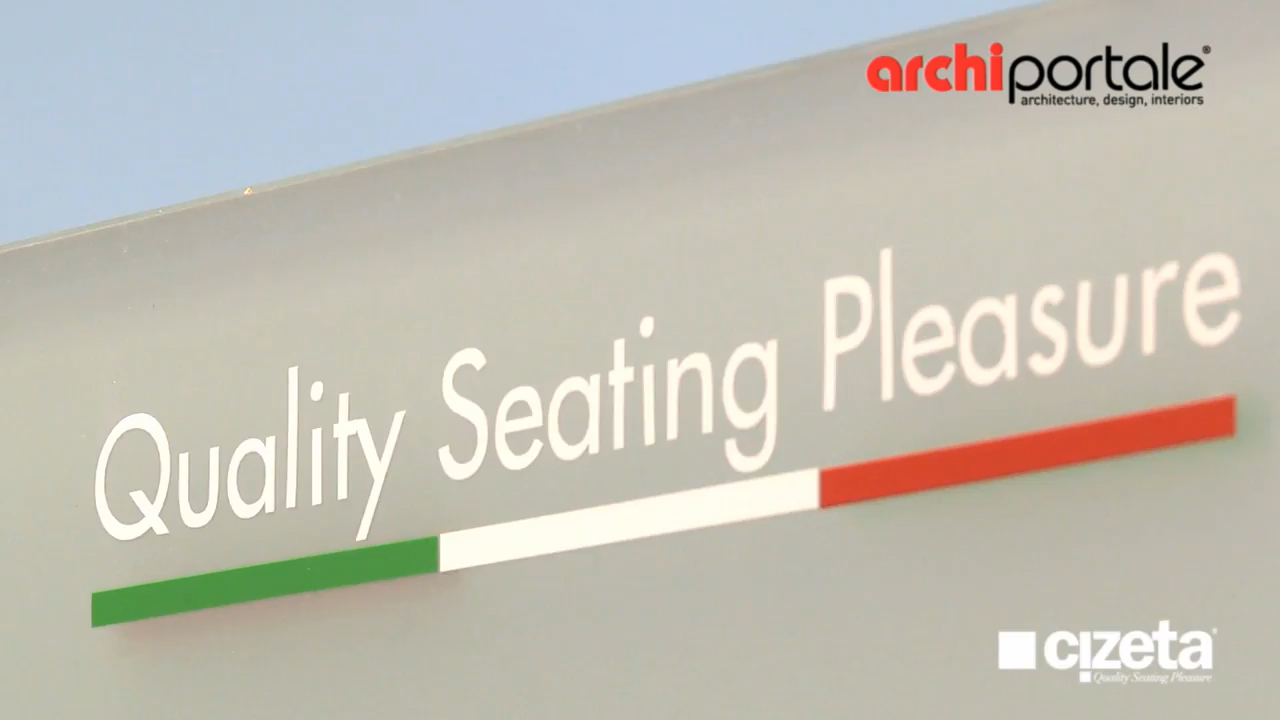 archiportale®
architecture, design, interiors
Quality Seating Pleasure
cizeta®
Quality Seating Pleasure